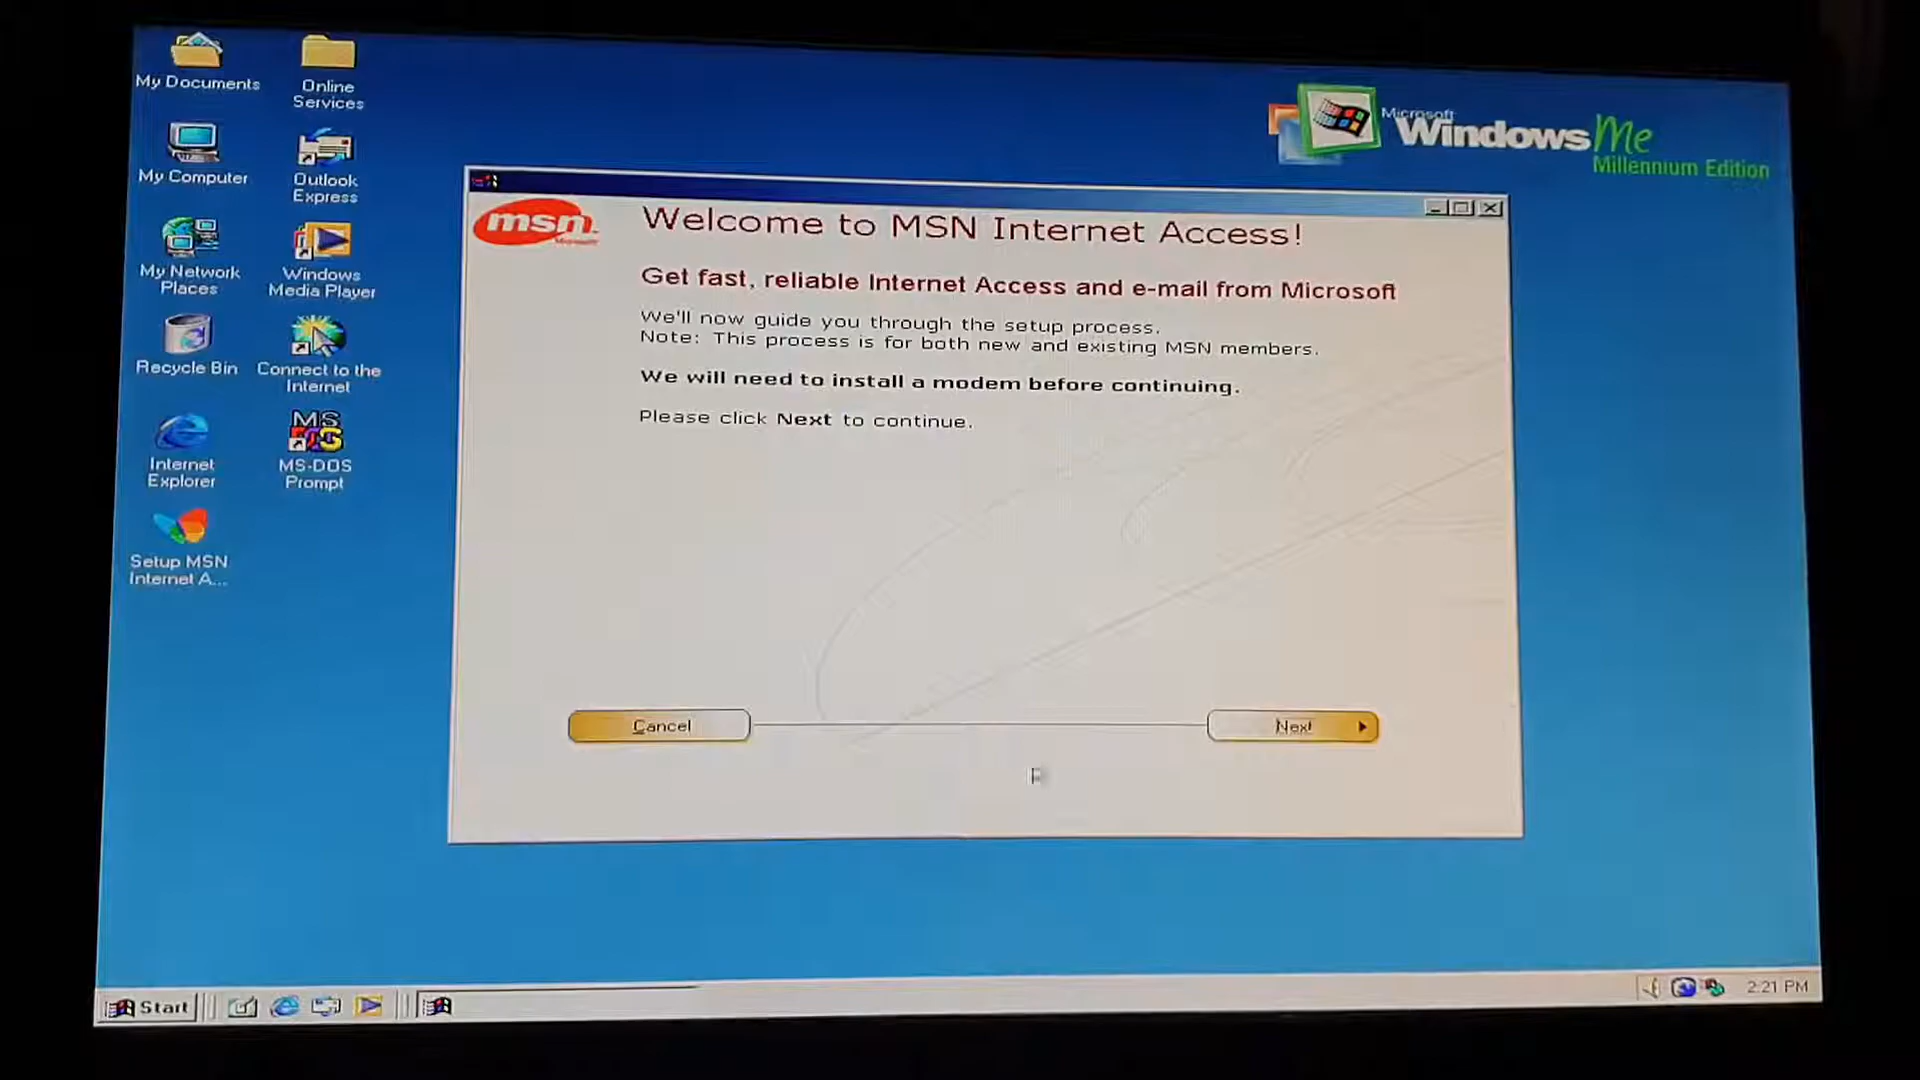 My Documents
Online
Services
My Computer
Outlook
Express
My Network
Places
Windows
Media Player
Recycle Bin
Connect to the
Internet
Internet
Explorer
MS
DOS
MS-DOS
Prompt
Setup MSN
Internet A...
Microsoft
Windows Me
Millennium Edition
msn.
Microsoft
Welcome to MSN Internet Access!
Get fast, reliable Internet Access and e-mail from Microsoft
We'll now guide you through the setup process.
Note: This process is for both new and existing MSN members.
We will need to install a modem before continuing.
Please click Next to continue.
Cancel
Next
Start
2:21 PM